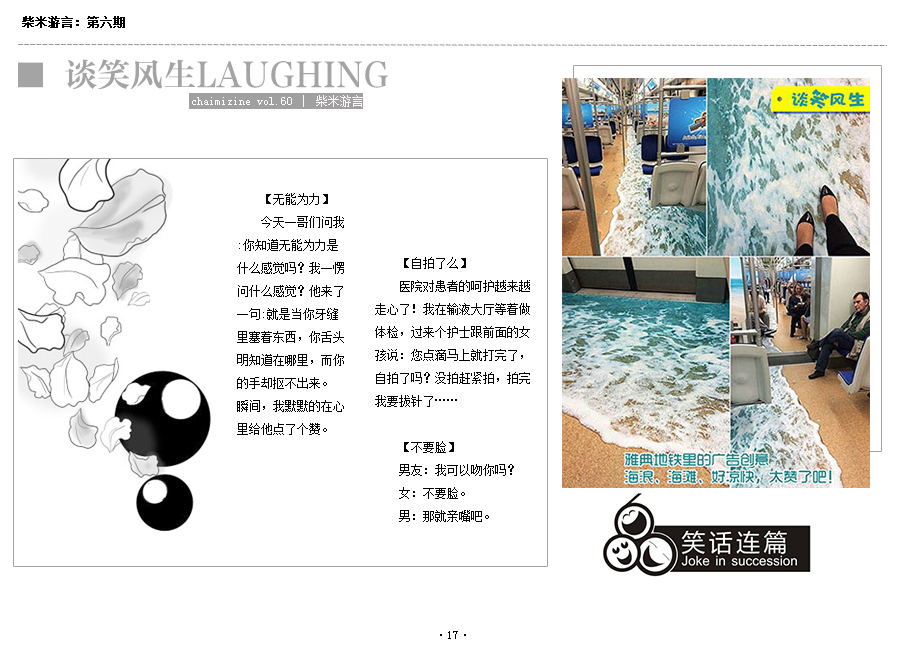 柴米游言：第六期
谈笑风生LAUGHING
chaimizine vol.60 | 柴米游言
【无能为力】
今天一哥们问我
:你知道无能为力是
什么感觉吗？我一愣
问什么感觉？他来了
一句:就是当你牙缝
里塞着东西，你舌头
明知道在哪里，而你
的手却抠不出来。
瞬间，我默默的在心
里给他点了个赞。
【自拍了么】
医院对患者的呵护越来越
走心了！我在输液大厅等着做
体检，过来个护士跟前面的女
孩说：您点滴马上就打完了，
自拍了吗？没拍赶紧拍，拍完
我要拔针了……
【不要脸】
男友：我可以吻你吗？
女：不要脸。
男：那就亲嘴吧。
谈笑风生
雅典地铁里的广告创意
海浪、海滩、好凉快，太赞了吧！
笑话连篇
Joke in succession
·17·